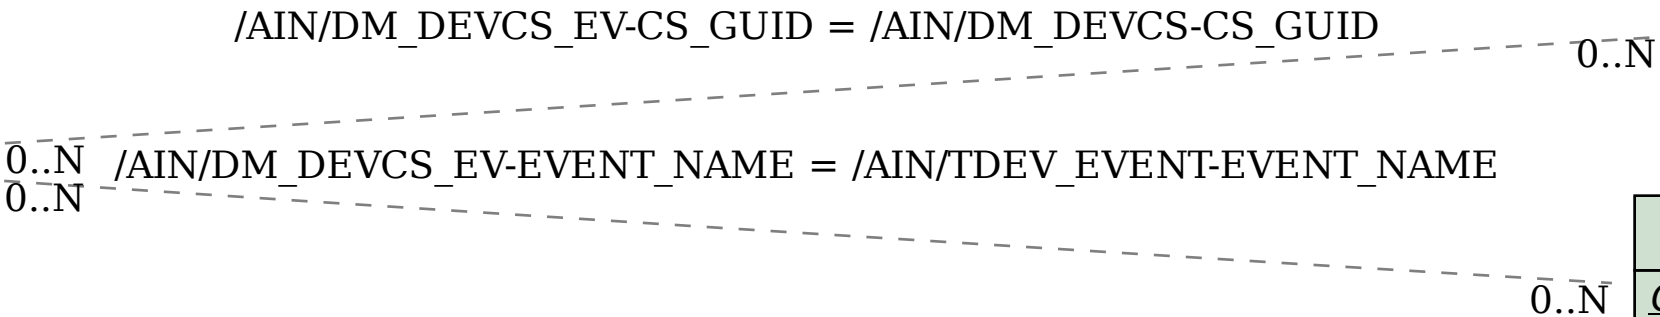 /AIN/DM_DEVCS_EV-CS_GUID = /AIN/DM_DEVCS-CS_GUID
0..N
0..N
/AIN/DM_DEVCS_EV-EVENT_NAME = /AIN/TDEV_EVENT-EVENT_NAME
0..N
0..N